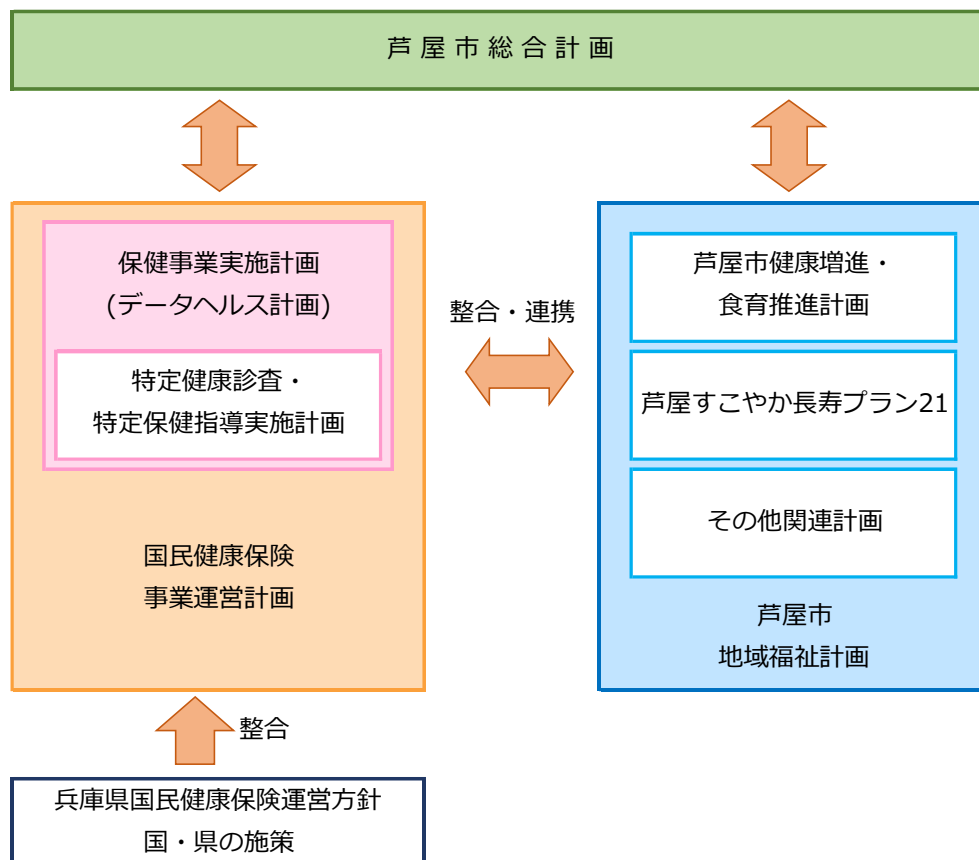 芦屋市総合計画
保健事業実施計画
(データヘルス計画)
特定健康診査・
特定保健指導実施計画
国民健康保険
事業運営計画
整合・連携
芦屋市健康増進・
食育推進計画
芦屋すこやか長寿プラン21
その他関連計画
芦屋市
地域福祉計画
整合
兵庫県国民健康保険運営方針
国・県の施策